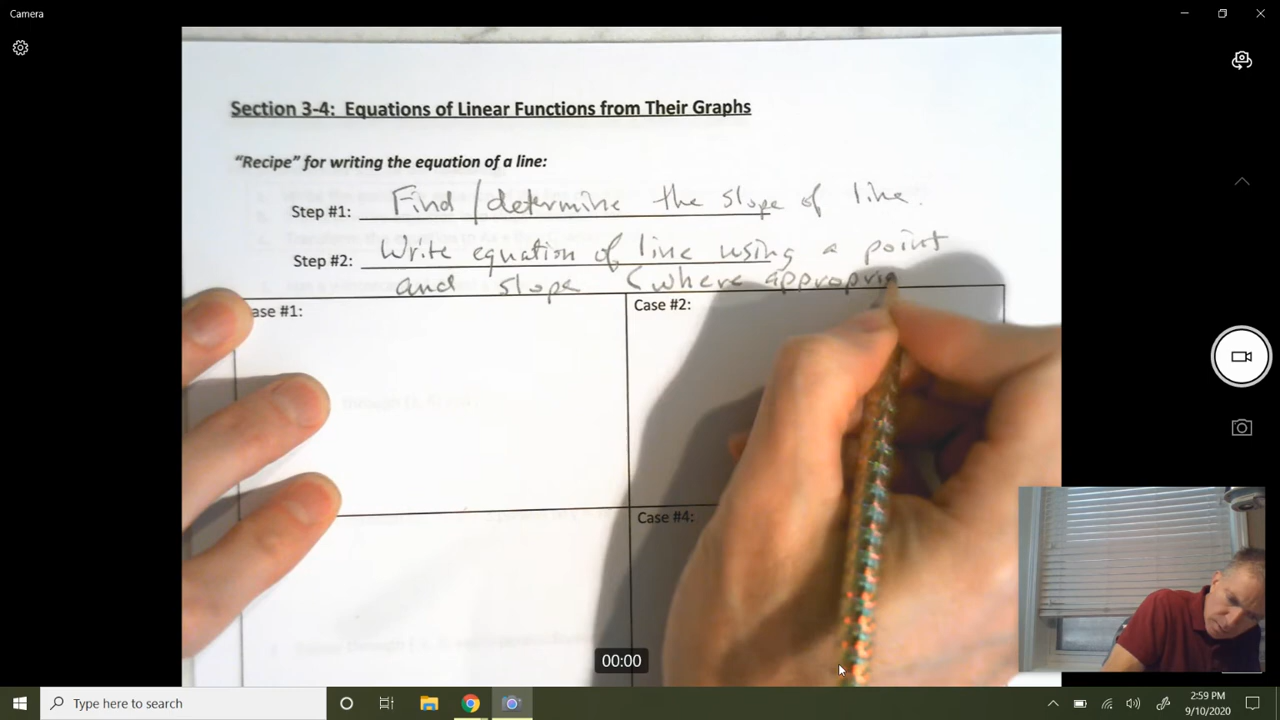 Camera
Section 3-4: Equations of Linear Functions from Their Graphs
"Recipe" for writing the equation of a line:
Step #1: Find / determine the slope of line.
Step #2: Write equation of line using a point
and slope (where appropria
ase #1:
Case #2:
Case #4:
00:00
Type here to search
2:59 PM
9/10/2020